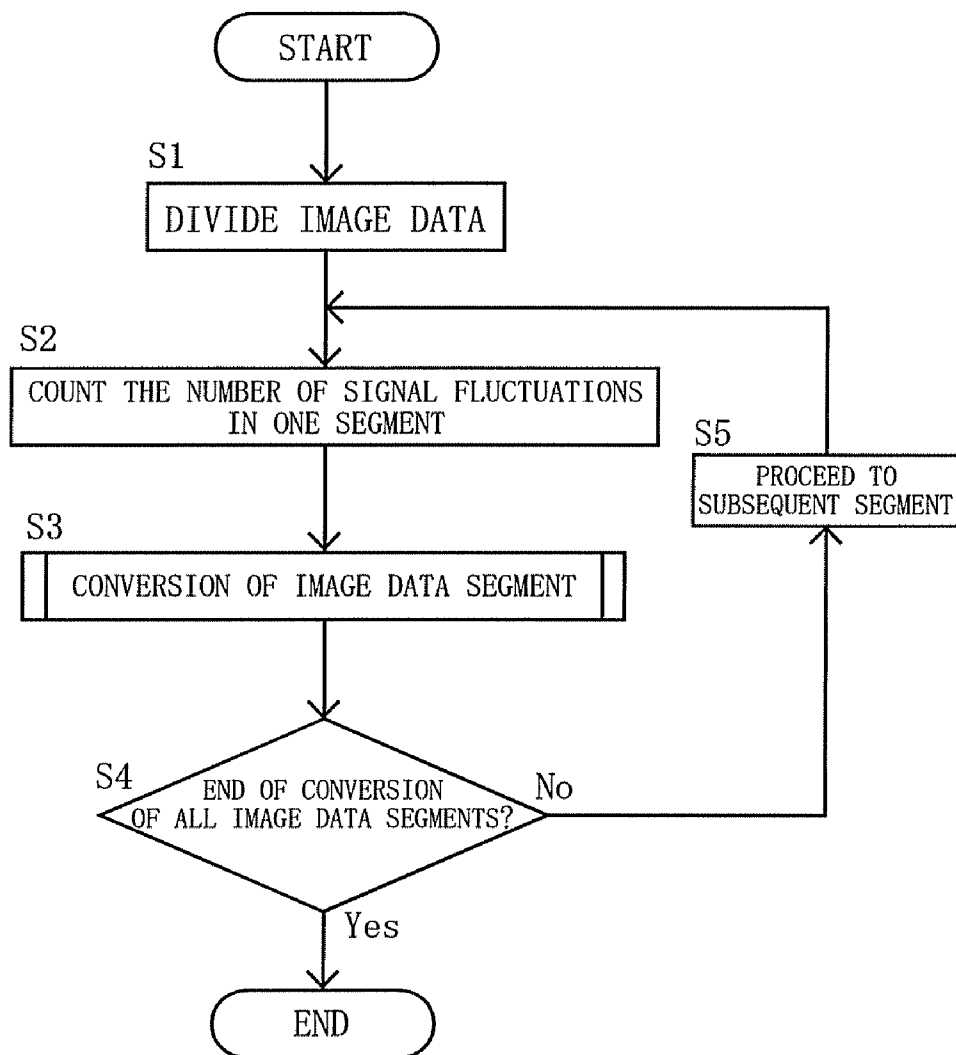 START
S1
DIVIDE IMAGE DATA
S2
COUNT THE NUMBER OF SIGNAL FLUCTUATIONS
IN ONE SEGMENT
S5
PROCEED TO
SUBSEQUENT SEGMENT
S3
CONVERSION OF IMAGE DATA SEGMENT
S4
END OF CONVERSION
OF ALL IMAGE DATA SEGMENTS?
No
Yes
END